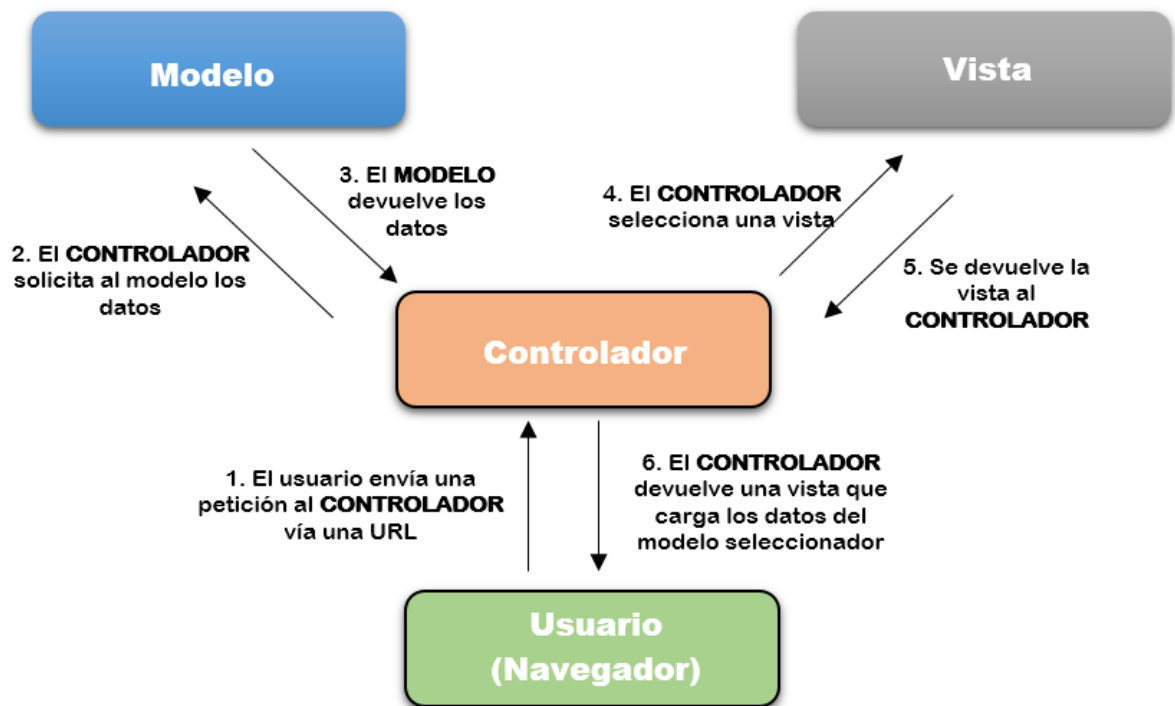 Modelo
Vista
3. El MODELO
devuelve los
datos
4. El CONTROLADOR
selecciona una vista
2. El CONTROLADOR
solicita al modelo los
datos
5. Se devuelve la
vista al
CONTROLADOR
Controlador
1. El usuario envía una
petición al CONTROLADOR
vía una URL
6. El CONTROLADOR
devuelve una vista que
carga los datos del
modelo seleccionador
Usuario
(Navegador)